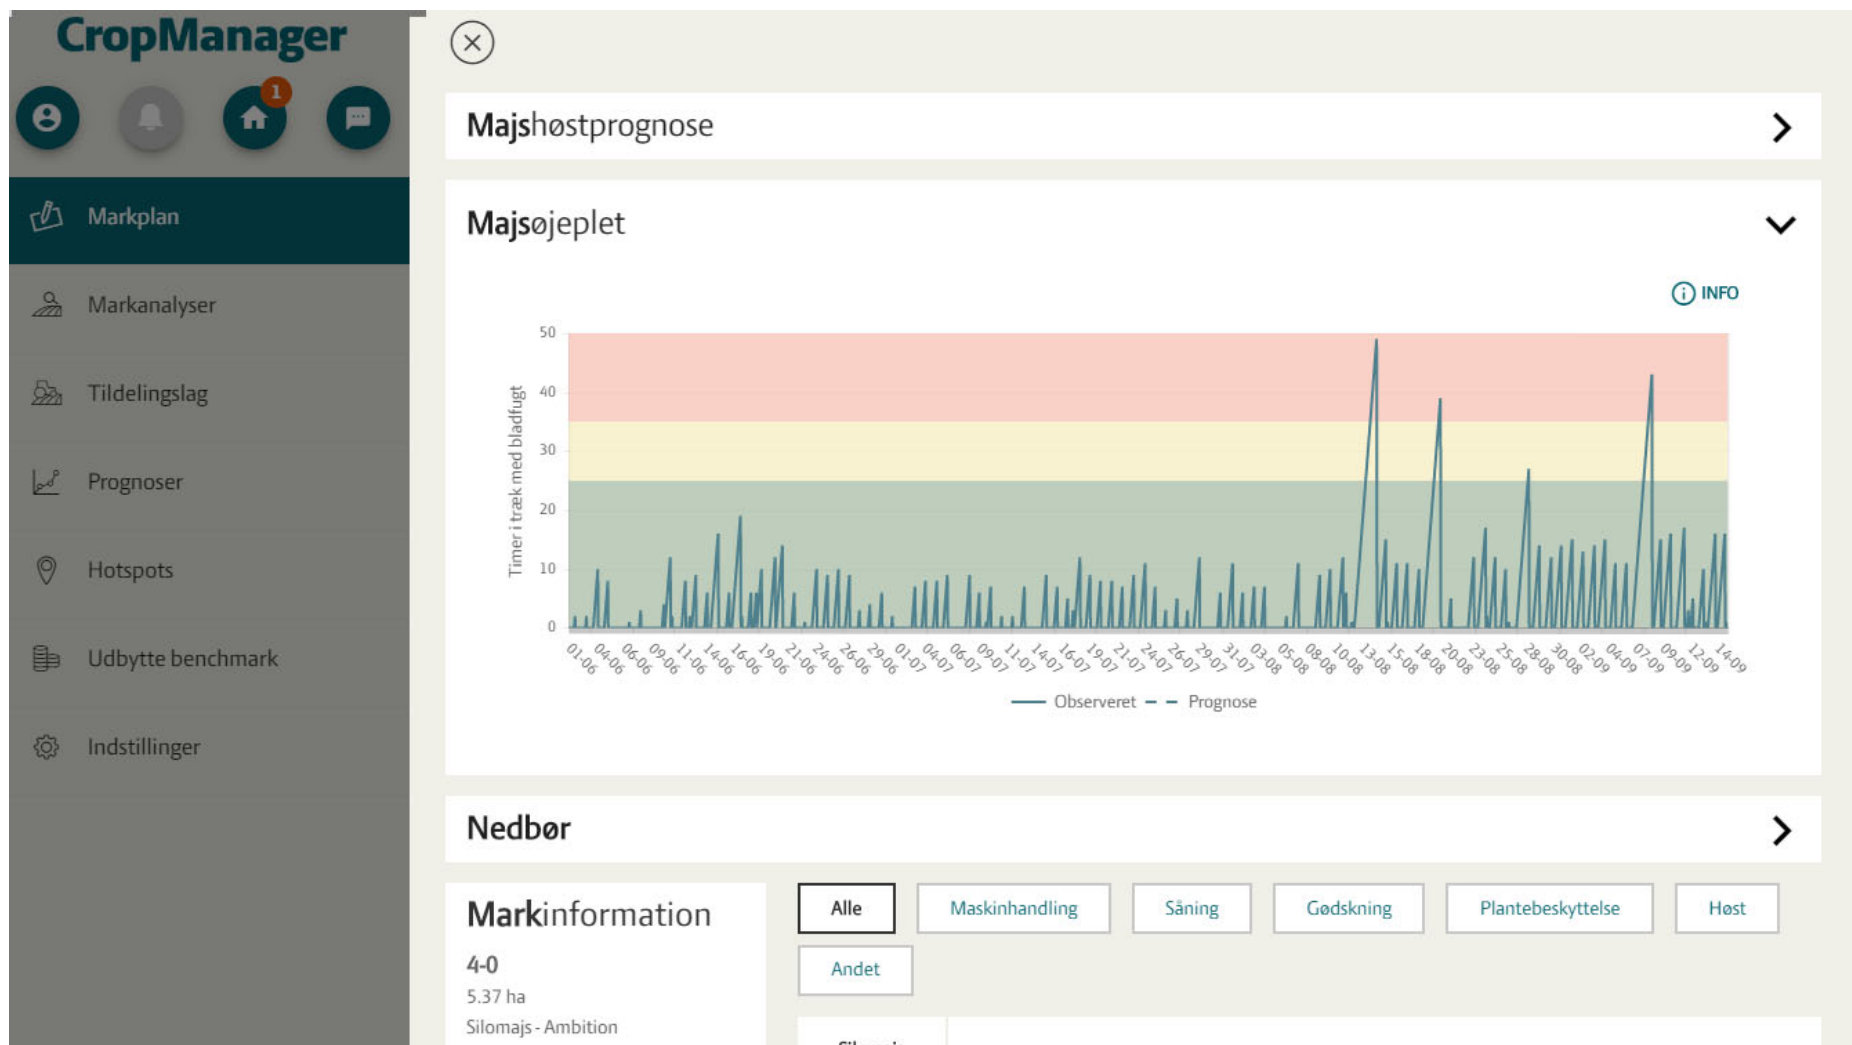 CropManager
1
Markplan
Markanalyser
Tildelingslag
Prognoser
Hotspots
Udbytte benchmark
Indstillinger
Majshøstprognose
Majsøjeplet
INFO
Timer i træk med bladfugt
50
40
30
20
10
0
01-06 04-06 06-06 09-06 11-06 14-06 16-06 19-06 21-06 24-06 26-06 29-06 01-07 04-07 06-07 09-07 11-07 14-07 16-07 19-07 21-07 24-07 26-07 29-07 31-07 03-08 05-08 08-08 10-08 13-08 15-08 18-08 20-08 23-08 25-08 28-08 30-08 02-09 04-09 07-09 09-09 12-09 14-09
Observeret Prognose
Nedbør
Markinformation
4-0
5.37 ha
Silomajs - Ambition
Alle Maskinhandling Såning Gødskning Plantebeskyttelse Høst
Andet